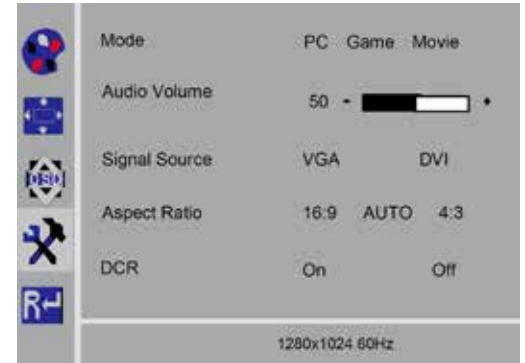 Mode PC Game Movie
Audio Volume 50 - +
Signal Source VGA DVI
OSD
Aspect Ratio 16:9 AUTO 4:3
DCR On Off
R
1280x1024 60Hz